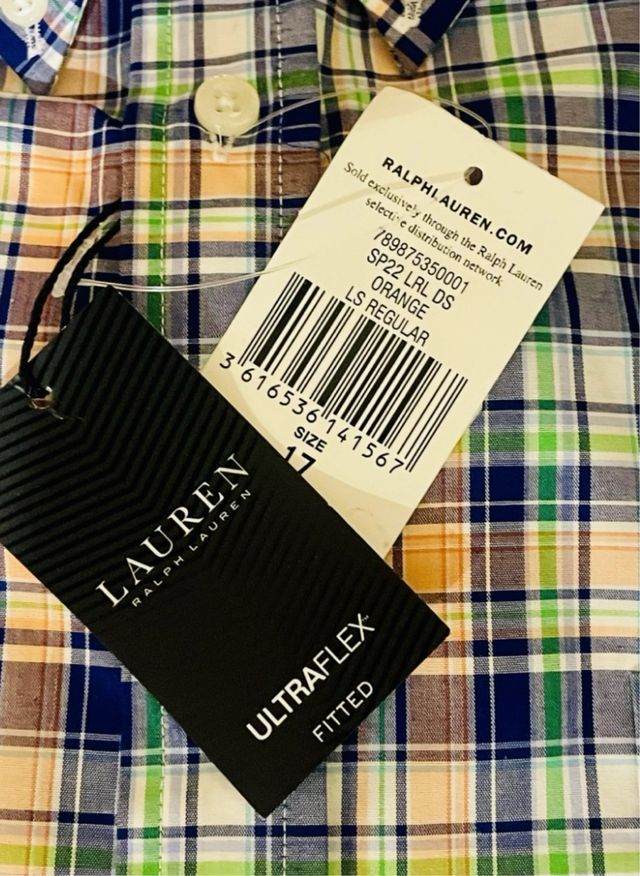 RALPHLAUREN.COM
Sold exclusively through the Ralph Lauren
selective distribution network
789875350001
SP22 LRL DS
ORANGE
LS REGULAR
3 616536 141567
SIZE
17
LAUREN
RALPH LAUREN
ULTRAFLEX™
FITTED